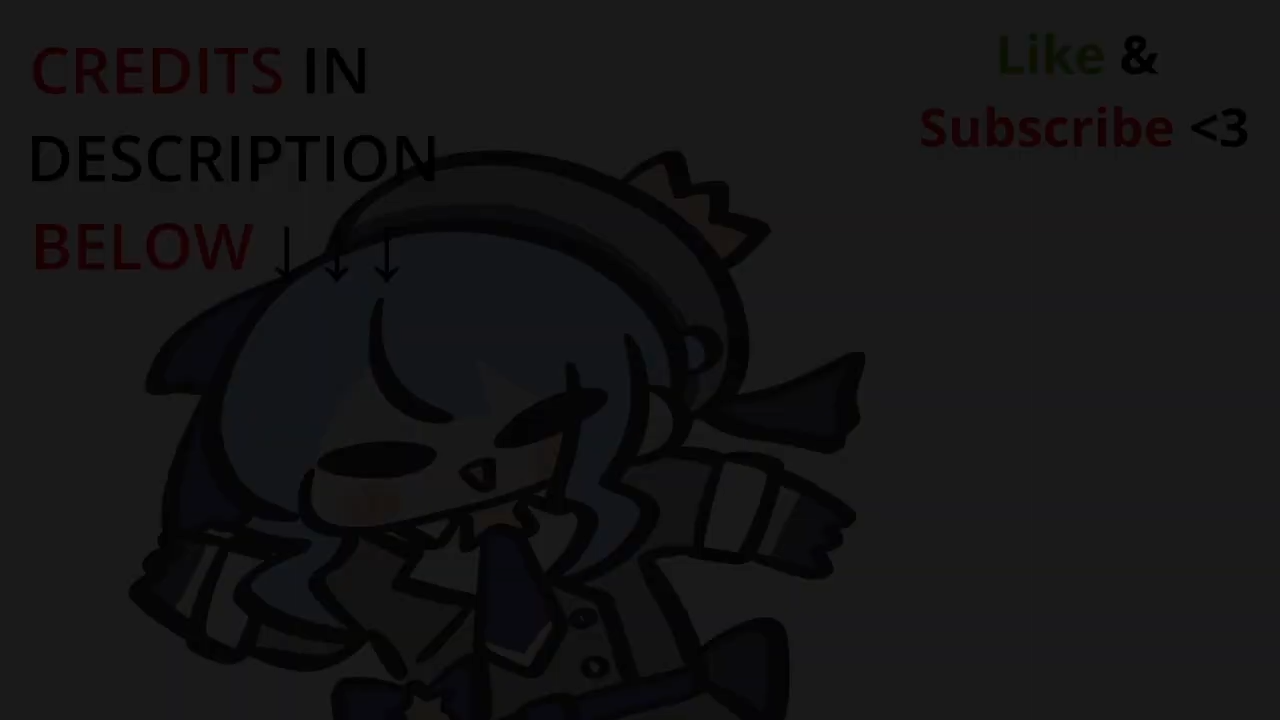 CREDITS IN
DESCRIPTION
BELOW ↓ ↓ ↓
Like &
Subscribe <3